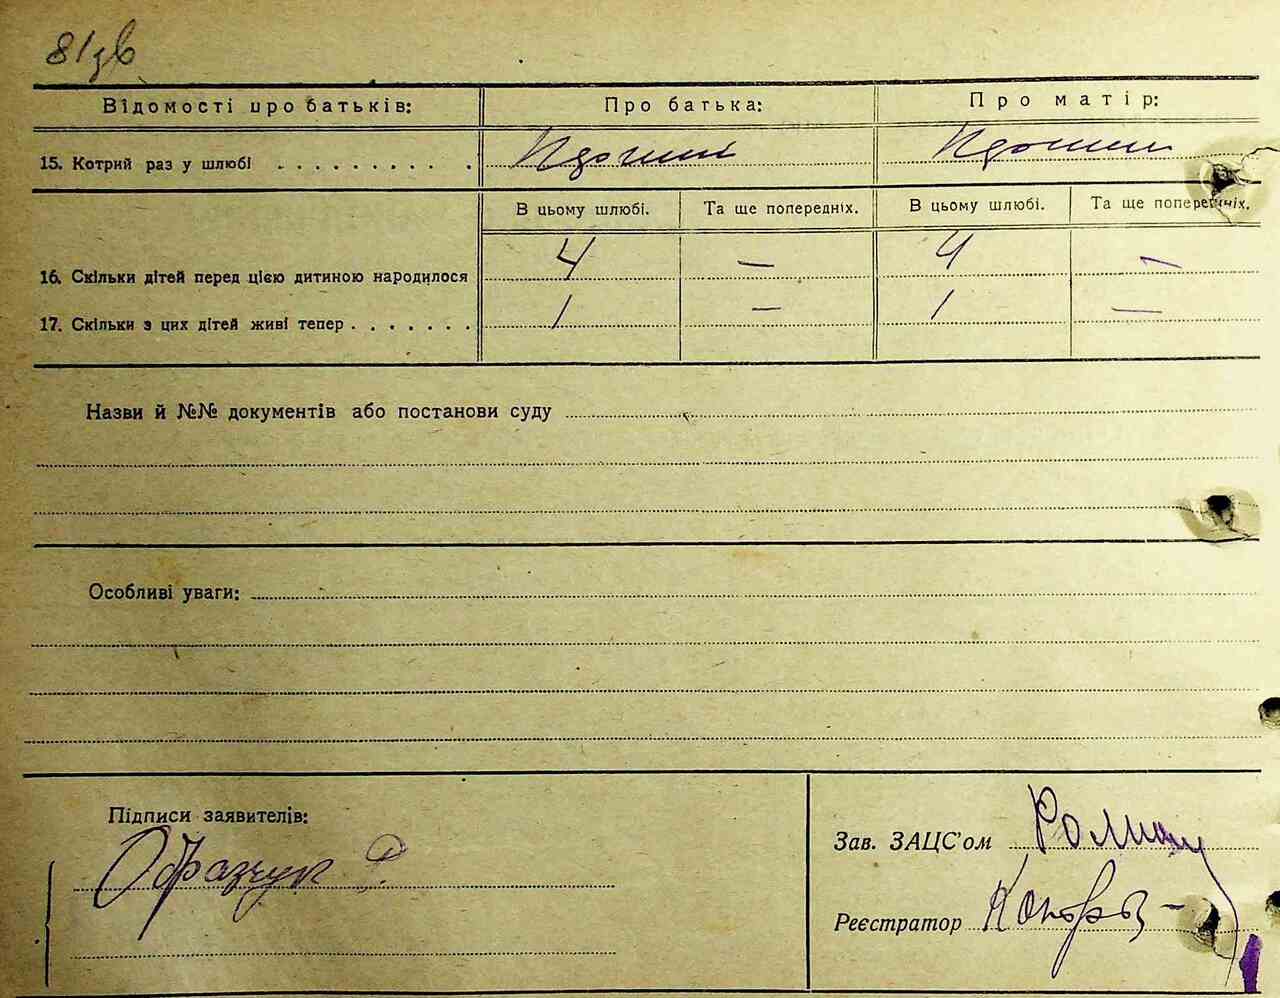 81зв
Відомості про батьків: Про батька: Про матір:
15. Котрий раз у шлюбі . . . . . . . . . .
В цьому шлюбі. Та ще попередніх. В цьому шлюбі. Та ще попередніх.
16. Скільки дітей перед цією дитиною народилося 4 — 4 —
17. Скільки з цих дітей живі тепер . . . . . . . 1 — 1 —
Назви й №№ документів або постанови суду
Особливі уваги:
Підписи заявителів:
Зав. ЗАЦС'ом
Реєстратор